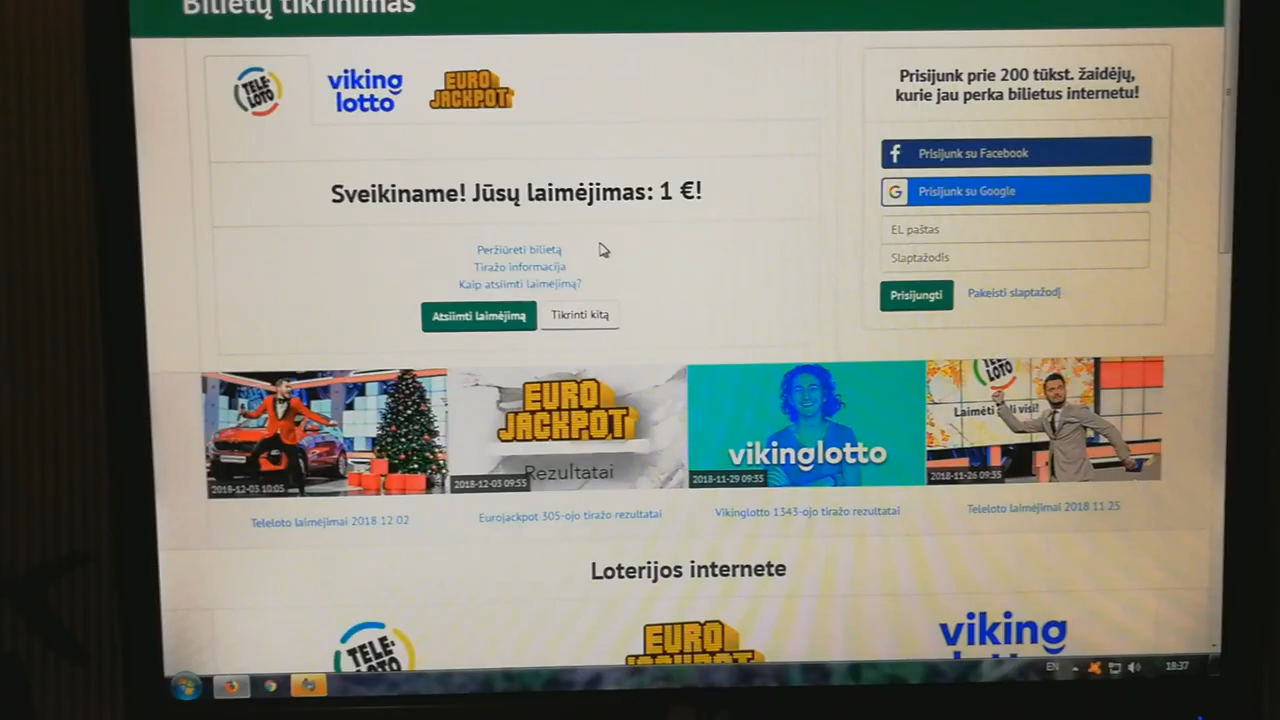 Bilietų tikrinimas
TELE-
LOTO
viking
lotto
EURO
JACKPOT
Prisijunk prie 200 tūkst. žaidėjų,
kurie jau perka bilietus internetu!
Prisijunk su Facebook
G Prisijunk su Google
El. paštas
Slaptažodis
Prisijungti Pakeisti slaptažodį
Sveikiname! Jūsų laimėjimas: 1 €!
Peržiūrėti bilietą
Tiražo informacija
Kaip atsiimti laimėjimą?
Atsiimti laimėjimą Tikrinti kitą
2018-12-03 10:05
EURO
JACKPOT
Rezultatai
2018-12-03 09:55
vikinglotto
2018-11-29 09:35
LOTO
Laimėti visi!
2018-11-26 09:35
Teleloto laimėjimai 2018 12 02
Eurojackpot 305-ojo tiražo rezultatai
Vikinglotto 1343-ojo tiražo rezultatai
Teleloto laimėjimai 2018 11 25
Loterijos internete
TELE-
LOTO
EURO
JACKPOT
viking
EN 18:37